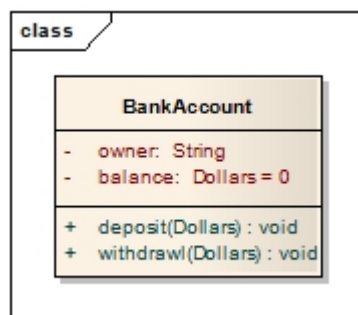 class
BankAccount
- owner: String
- balance: Dollars = 0
+ deposit(Dollars) : void
+ withdrawl(Dollars) : void